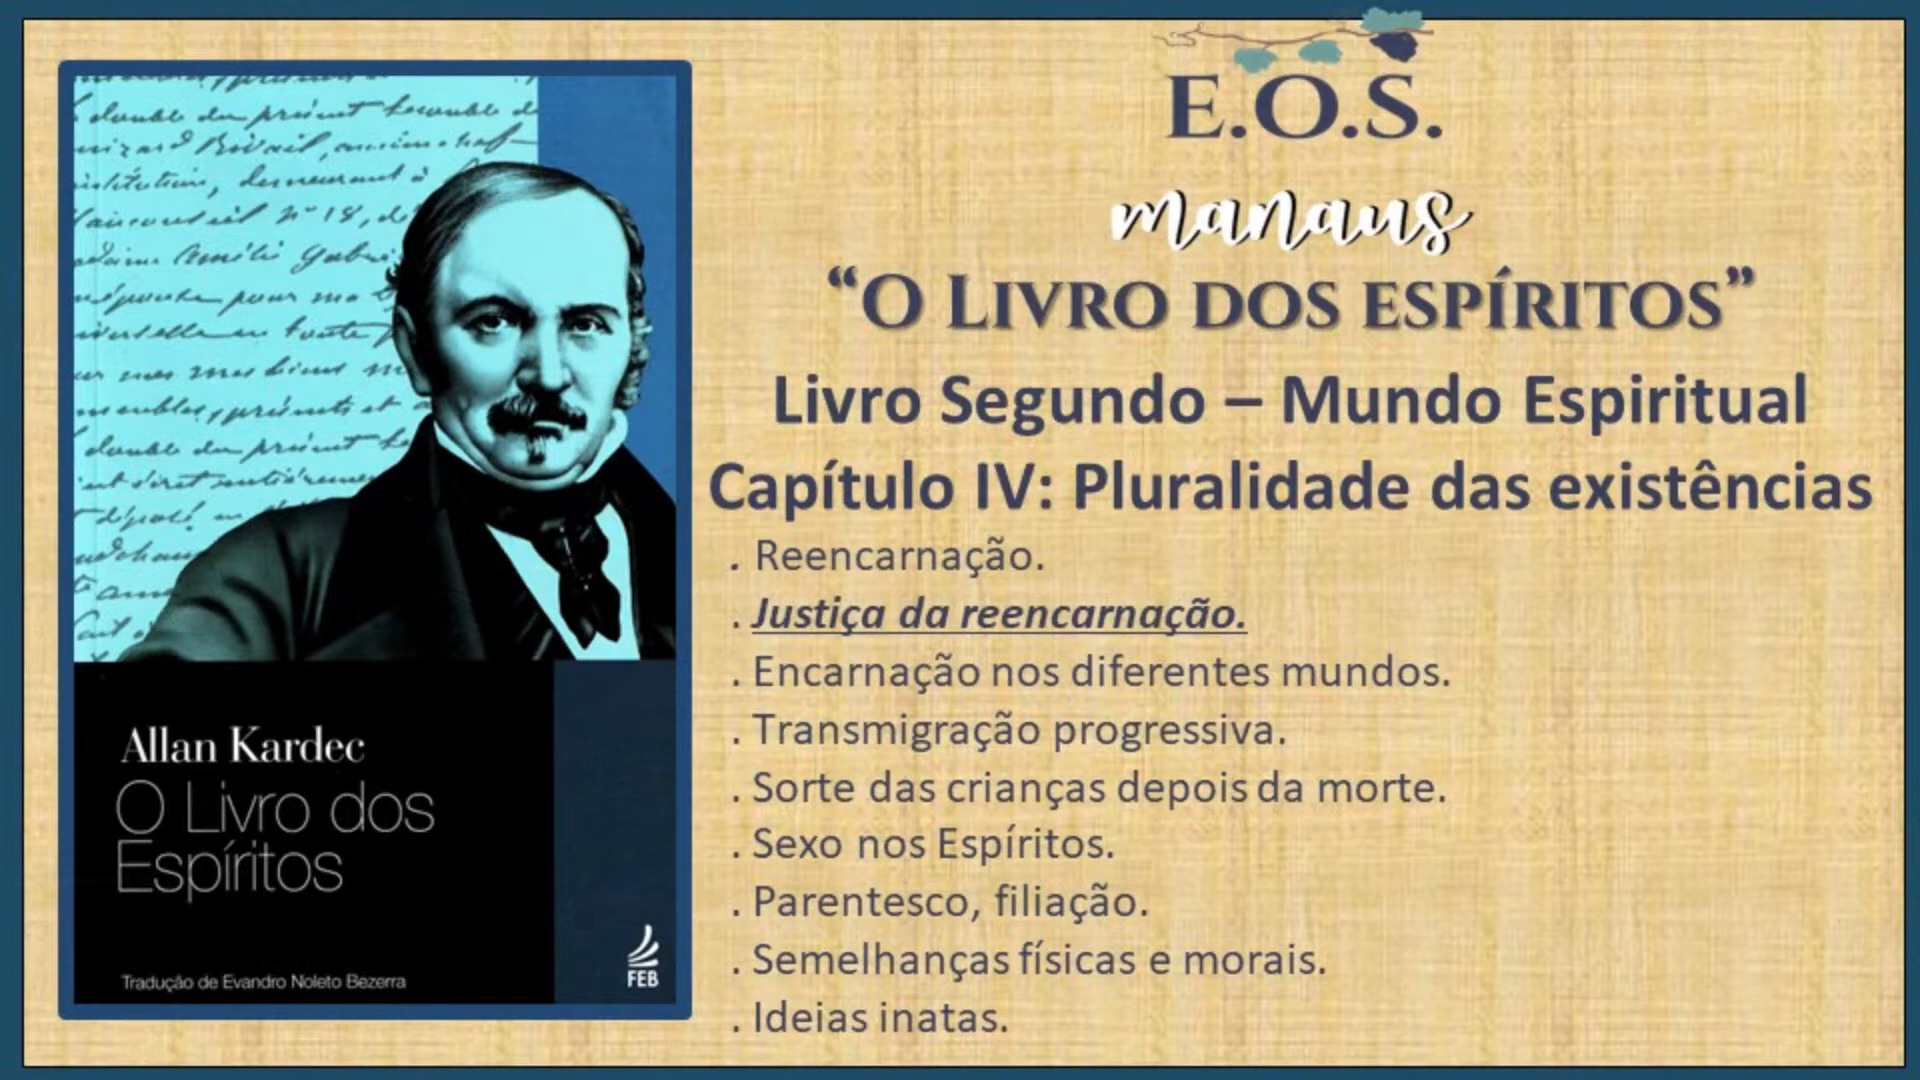 E.O.S.
manaus
“O Livro dos espíritos”
Livro Segundo – Mundo Espiritual
Capítulo IV: Pluralidade das existências
. Reencarnação.
. Justiça da reencarnação.
. Encarnação nos diferentes mundos.
. Transmigração progressiva.
. Sorte das crianças depois da morte.
. Sexo nos Espíritos.
. Parentesco, filiação.
. Semelhanças físicas e morais.
. Ideias inatas.
Allan Kardec
O Livro dos
Espíritos
Tradução de Evandro Noleto Bezerra
FEB